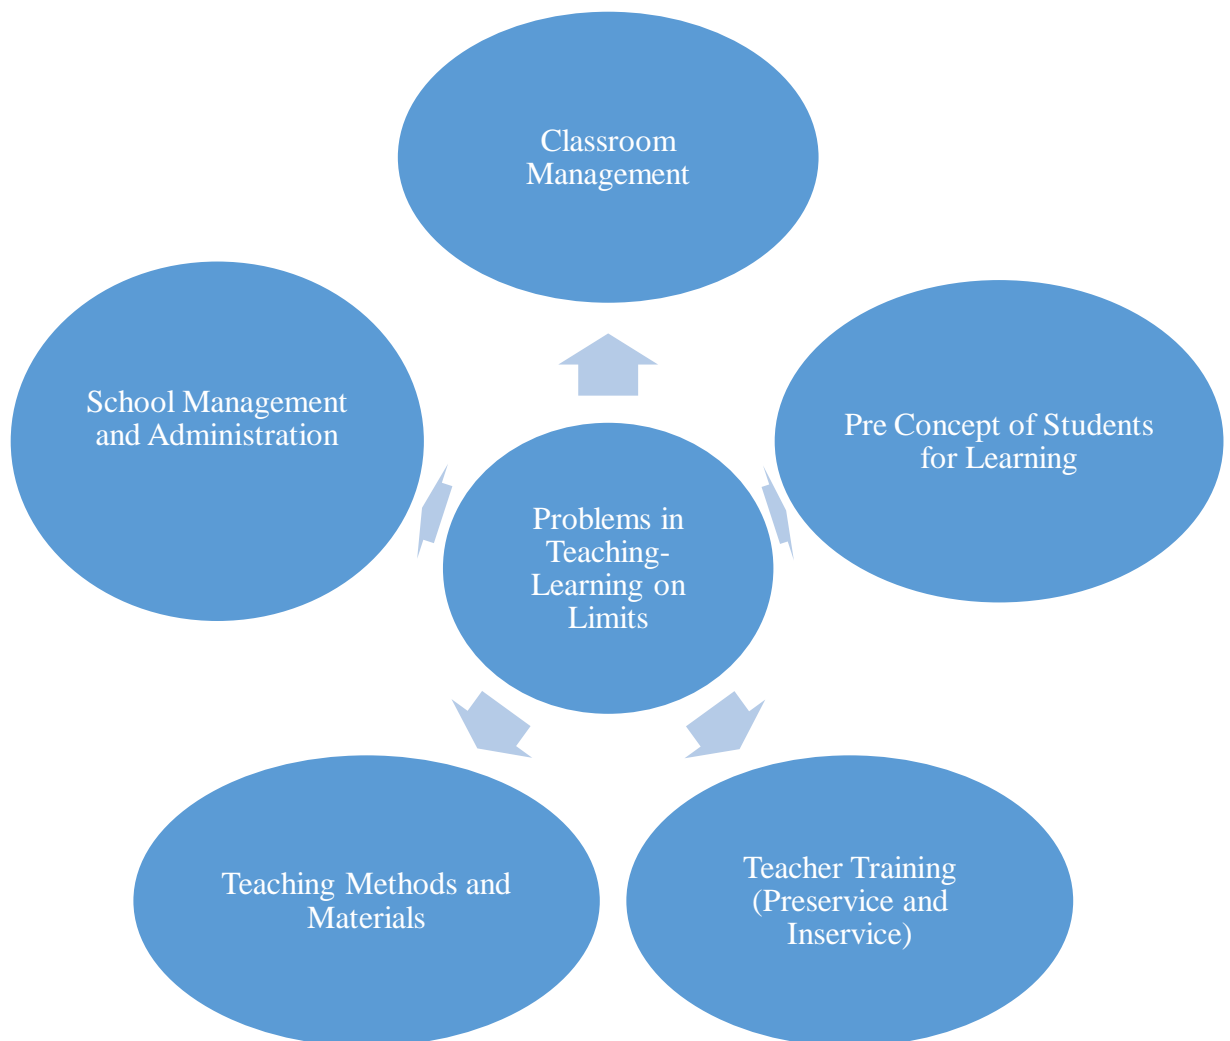 Classroom
Management
School Management
and Administration
Pre Concept of Students
for Learning
Problems in
Teaching-
Learning on
Limits
Teaching Methods and
Materials
Teacher Training
(Preservice and
Inservice)